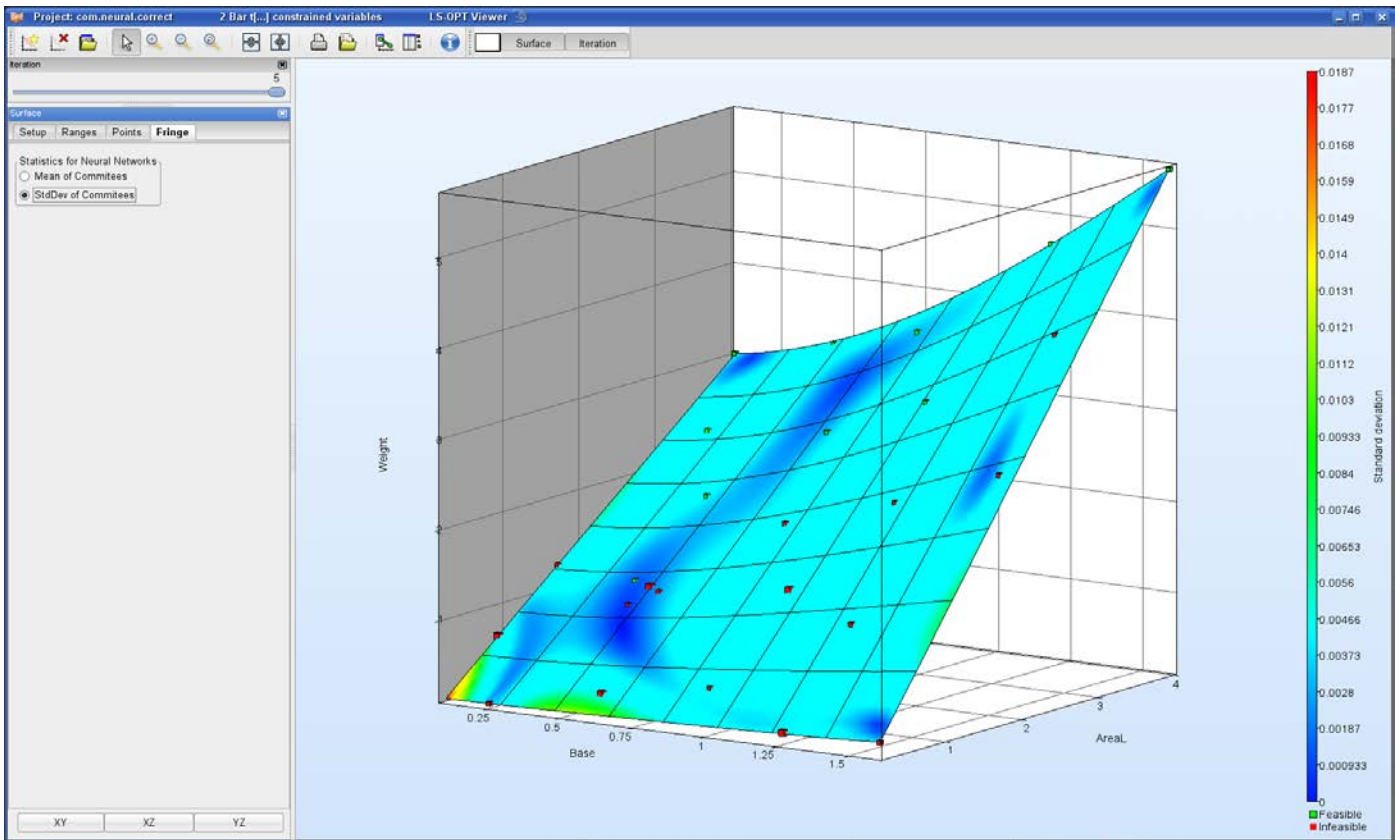 Project: com.neural.correct 2 Bar t[...] constrained variables LS-OPT Viewer
Surface Iteration
Iteration
5
Surface
Setup Ranges Points Fringe
Statistics for Neural Networks
Mean of Commitees
StdDev of Commitees
XY XZ YZ
5
4
3
2
1
Weight
0.25
0.5
0.75
1
1.25
1.5
Base
1
2
3
4
AreaL
0.0187
0.0177
0.0168
0.0159
0.0149
0.014
0.0131
0.0121
0.0112
0.0103
0.00933
0.0084
0.00746
0.00653
0.0056
0.00466
0.00373
0.0028
0.00187
0.000933
0
Standard deviation
Feasible
Infeasible